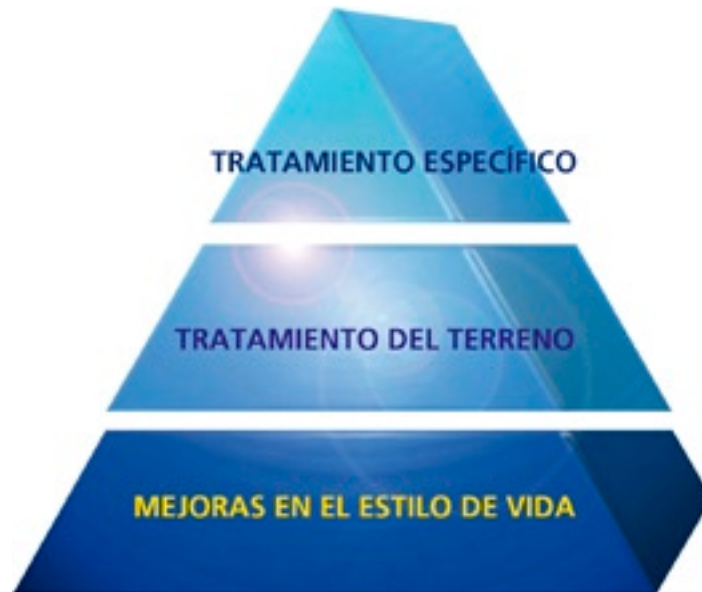 TRATAMIENTO ESPECÍFICO
TRATAMIENTO DEL TERRENO
MEJORAS EN EL ESTILO DE VIDA